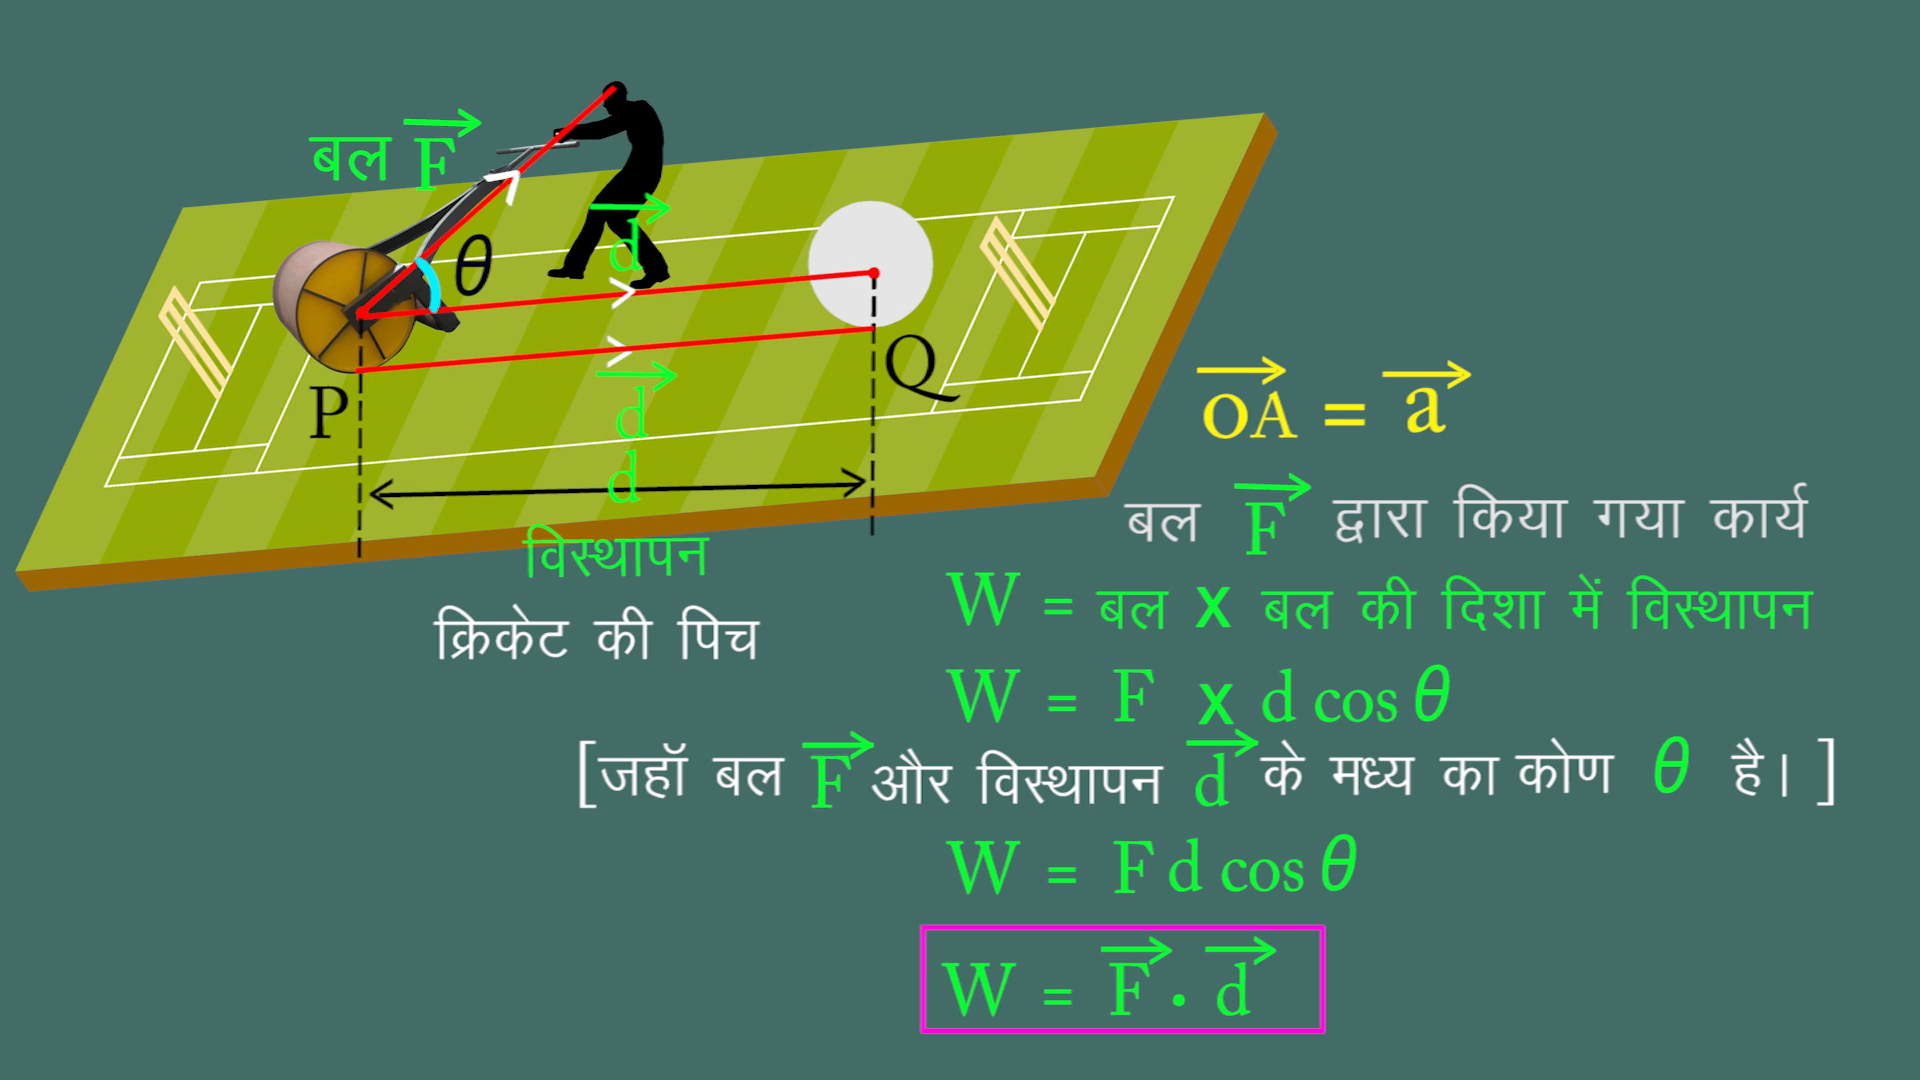 बल F
θ
d
P
Q
d
d
विस्थापन
क्रिकेट की पिच
OA = a
बल F द्वारा किया गया कार्य
W = बल x बल की दिशा में विस्थापन
W = F x d cos θ
[जहॉ बल F और विस्थापन d के मध्य का कोण θ है। ]
W = F d cos θ
W = F . d